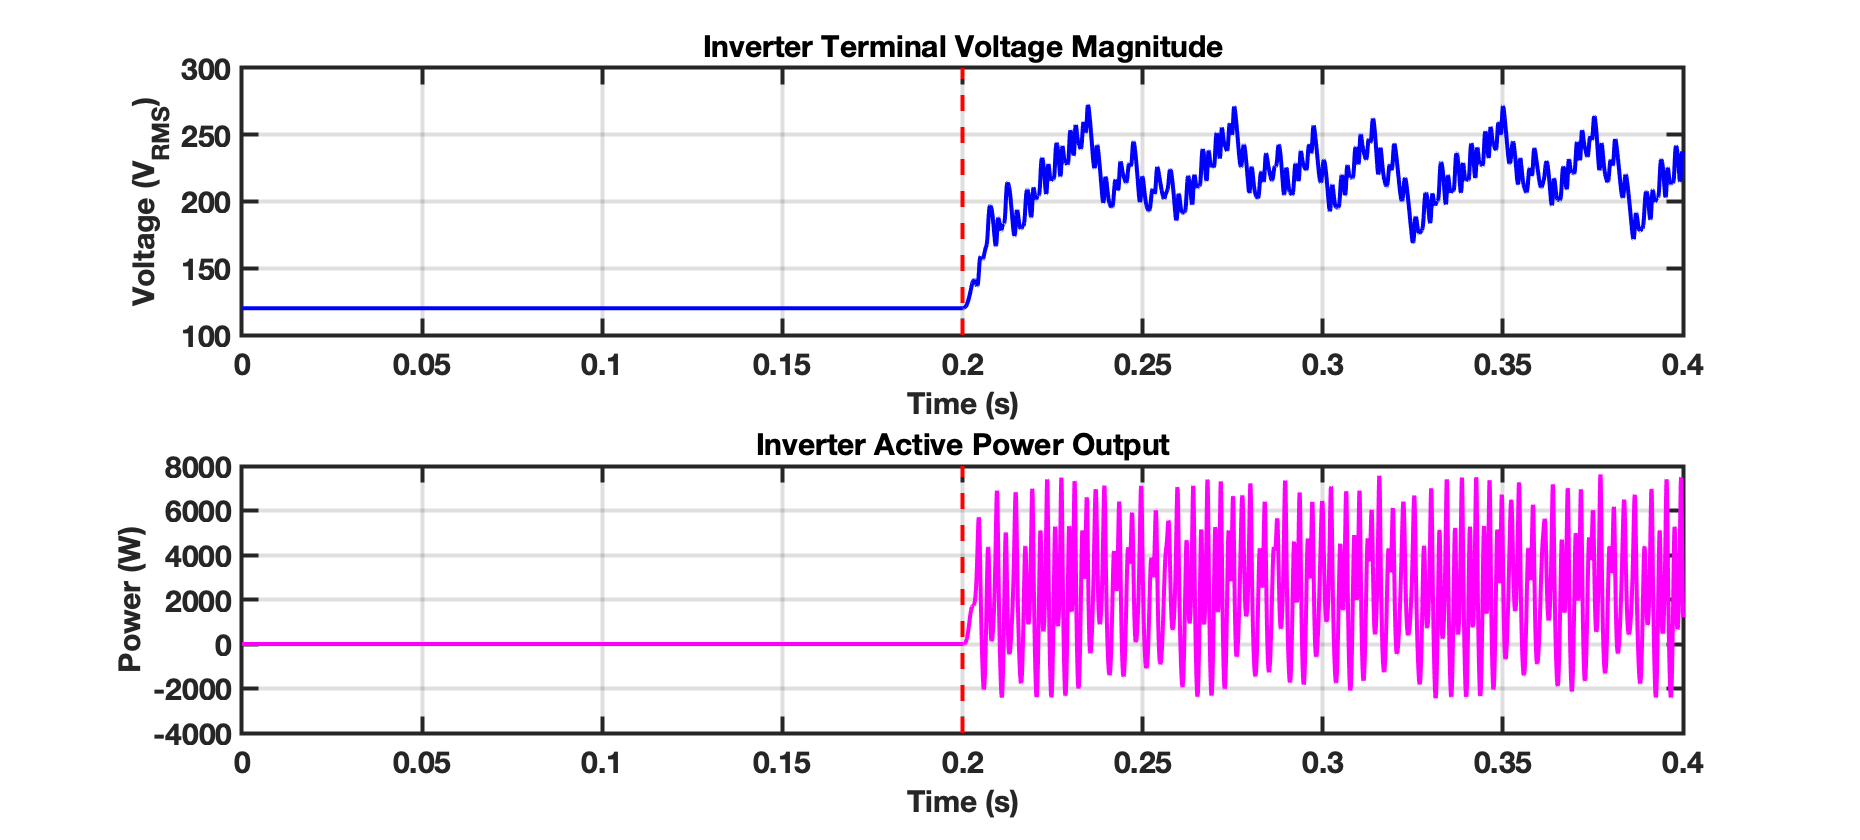 Inverter Terminal Voltage Magnitude
300
250
200
150
100
Voltage (V_RMS)
0 0.05 0.1 0.15 0.2 0.25 0.3 0.35 0.4
Time (s)
Inverter Active Power Output
8000
6000
4000
2000
0
-2000
-4000
Power (W)
0 0.05 0.1 0.15 0.2 0.25 0.3 0.35 0.4
Time (s)